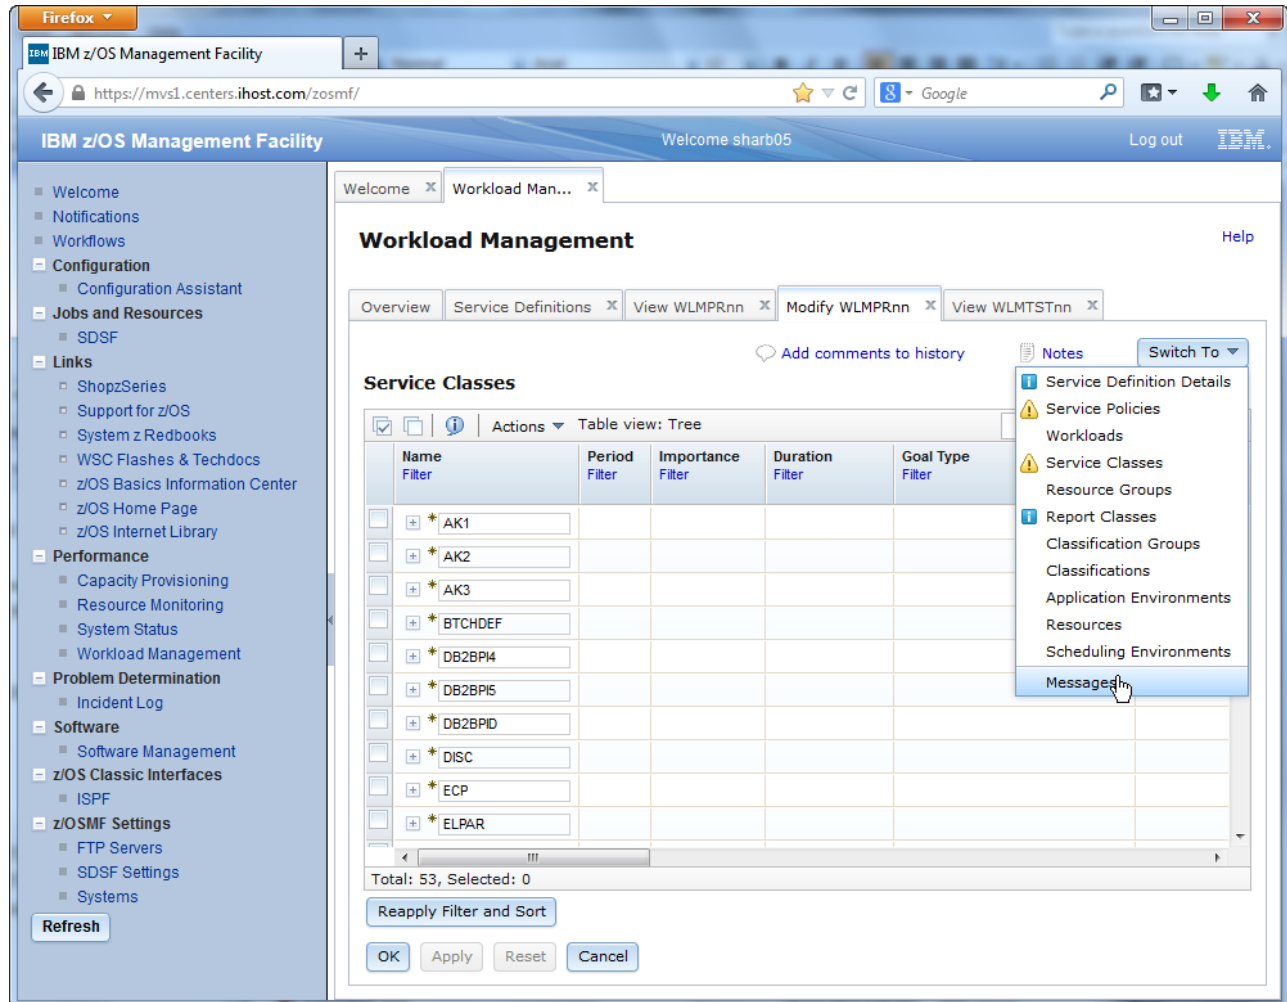 Firefox
IBM IBM z/OS Management Facility
https://mvs1.centers.ihost.com/zosmf/
8 Google
IBM z/OS Management Facility
Welcome sharb05
Log out
IBM.
Welcome
Notifications
Workflows
Configuration
Configuration Assistant
Jobs and Resources
SDSF
Links
ShopzSeries
Support for z/OS
System z Redbooks
WSC Flashes & Techdocs
z/OS Basics Information Center
z/OS Home Page
z/OS Internet Library
Performance
Capacity Provisioning
Resource Monitoring
System Status
Workload Management
Problem Determination
Incident Log
Software
Software Management
z/OS Classic Interfaces
ISPF
z/OSMF Settings
FTP Servers
SDSF Settings
Systems
Refresh
Welcome
Workload Man...
Workload Management
Help
Overview
Service Definitions
View WLMPRnn
Modify WLMPRnn
View WLMTSTnn
Add comments to history
Notes
Switch To
Service Classes
Actions
Table view: Tree
Name Period Importance Duration Goal Type
Filter Filter Filter Filter Filter
* AK1
* AK2
* AK3
* BTCHDEF
* DB2BPI4
* DB2BPI5
* DB2BPID
* DISC
* ECP
* ELPAR
Service Definition Details
Service Policies
Workloads
Service Classes
Resource Groups
Report Classes
Classification Groups
Classifications
Application Environments
Resources
Scheduling Environments
Messages
Total: 53, Selected: 0
Reapply Filter and Sort
OK Apply Reset Cancel